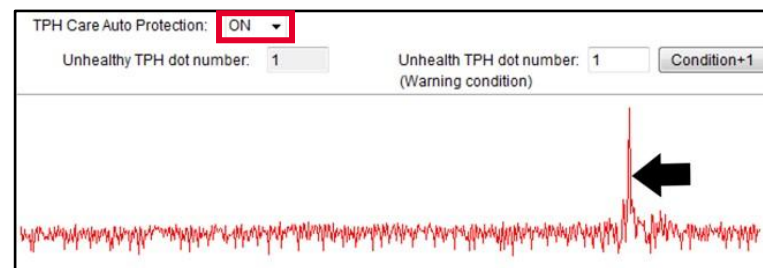 TPH Care Auto Protection: ON
Unhealthy TPH dot number: 1 Unhealth TPH dot number: 1 Condition+1
(Warning condition)